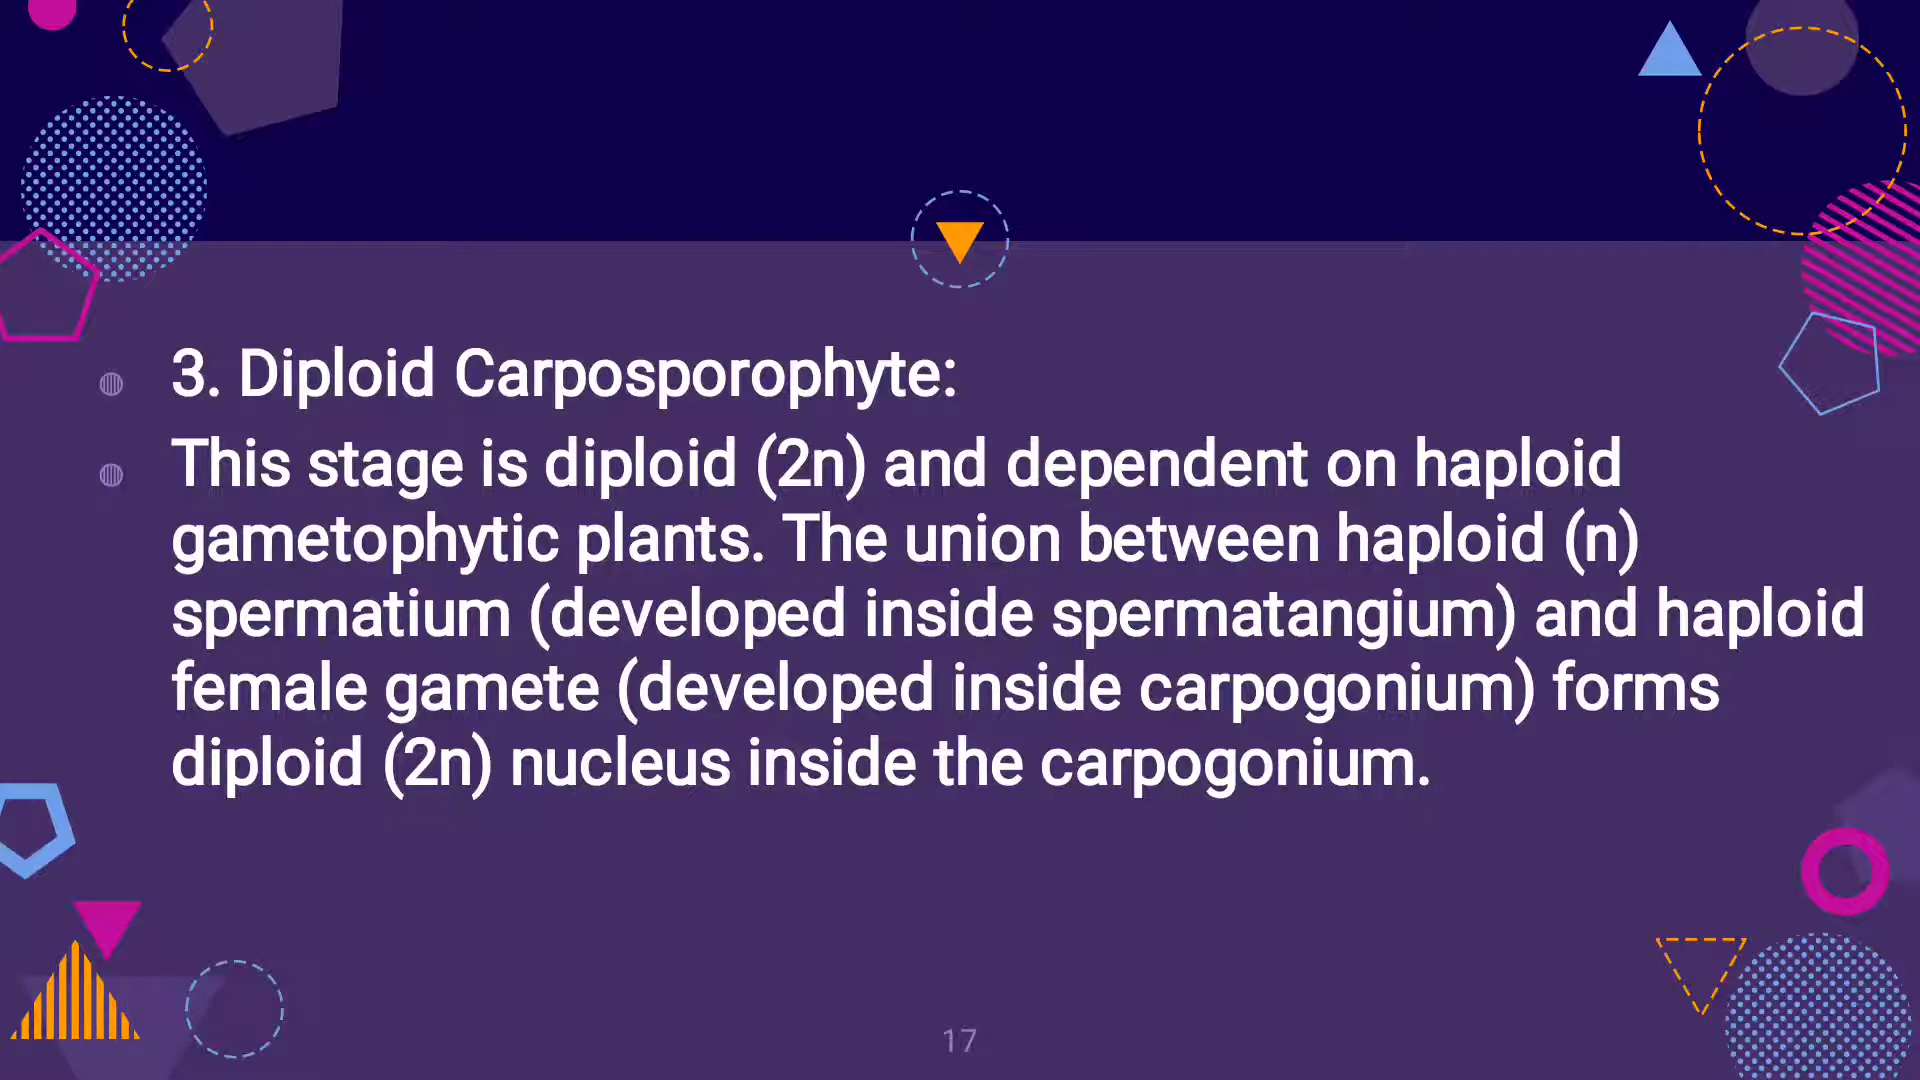 3. Diploid Carposporophyte:
This stage is diploid (2n) and dependent on haploid
gametophytic plants. The union between haploid (n)
spermatium (developed inside spermatangium) and haploid
female gamete (developed inside carpogonium) forms
diploid (2n) nucleus inside the carpogonium.
17